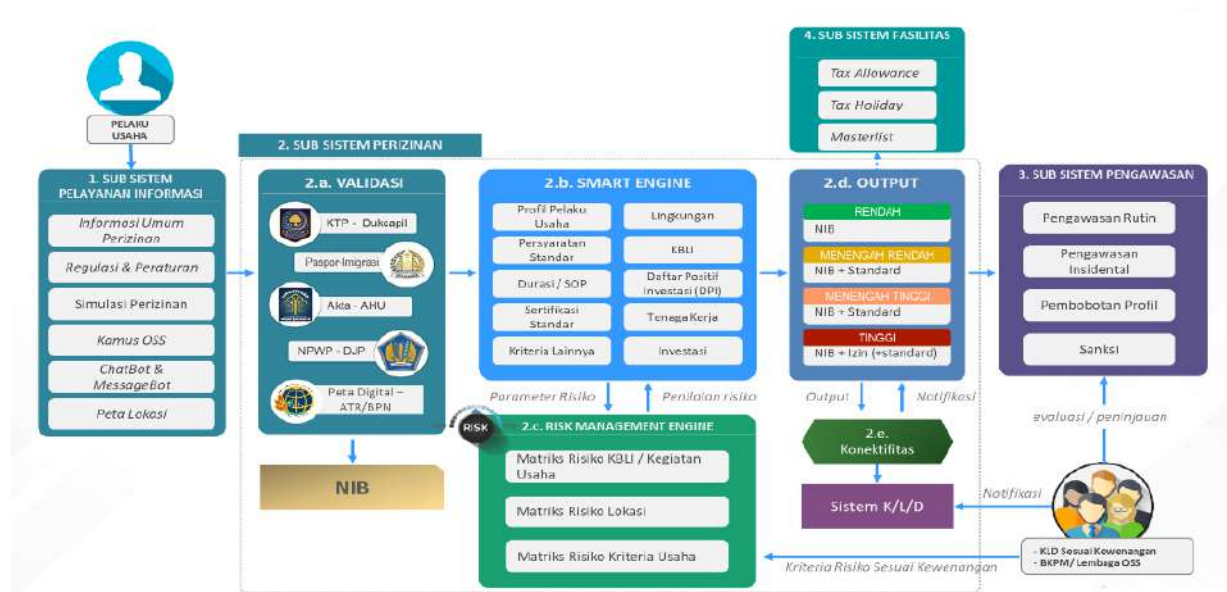 PELAKU
USAHA
1. SUB SISTEM
PELAYANAN INFORMASI
Informasi Umum
Perizinan
Regulasi & Peraturan
Simulasi Perizinan
Kamus OSS
ChatBot &
MessageBot
Peta Lokasi
2. SUB SISTEM PERIZINAN
2.a. VALIDASI
KTP - Dukcapil
Paspor-Imigrasi
Akta - AHU
NPWP - DJP
Peta Digital –
ATR/BPN
NIB
2.b. SMART ENGINE
Profil Pelaku
Usaha
Persyaratan
Standar
Durasi / SOP
Sertifikasi
Standar
Kriteria Lainnya
Lingkungan
KBLI
Daftar Positif
Investasi (DPI)
Tenaga Kerja
Investasi
Parameter Risiko
Penilaian risiko
RISK
2.c. RISK MANAGEMENT ENGINE
Matriks Risiko KBLI / Kegiatan
Usaha
Matriks Risiko Lokasi
Matriks Risiko Kriteria Usaha
4. SUB SISTEM FASILITAS
Tax Allowance
Tax Holiday
Masterlist
2.d. OUTPUT
RENDAH
NIB
MENENGAH RENDAH
NIB + Standard
MENENGAH TINGGI
NIB + Standard
TINGGI
NIB + Izin (+standard)
Output
Notifikasi
2.e.
Konektifitas
Sistem K/L/D
3. SUB SISTEM PENGAWASAN
Pengawasan Rutin
Pengawasan
Insidental
Pembobotan Profil
Sanksi
evaluasi / peninjauan
Notifikasi
Kriteria Risiko Sesuai Kewenangan
- KLD Sesuai Kewenangan
- BKPM/ Lembaga OSS